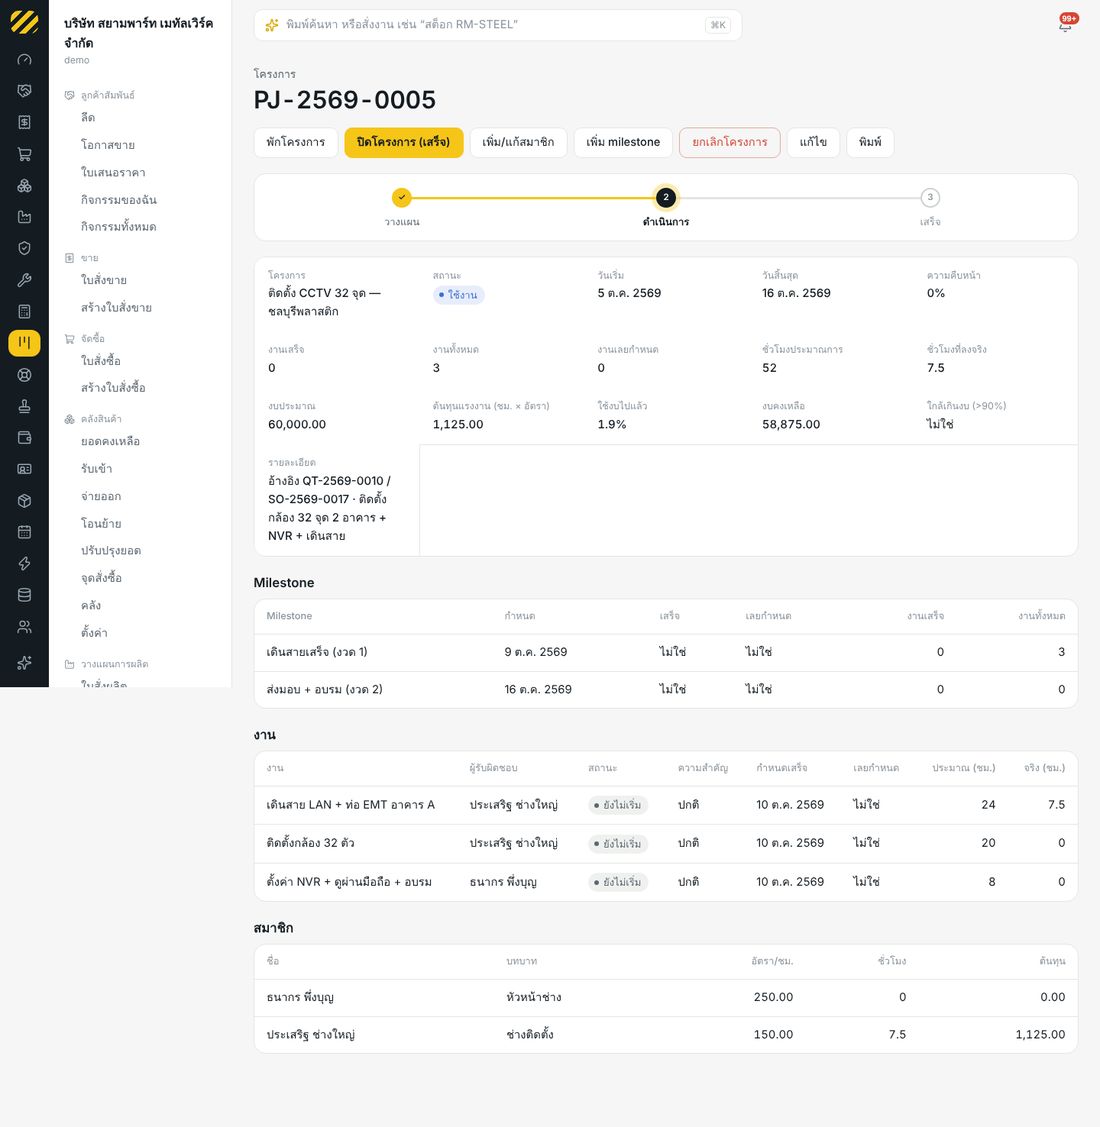 บริษัท สยามพาร์ท เมทัลเวิร์ค
จำกัด
demo
ลูกค้าสัมพันธ์
ลีด
โอกาสขาย
ใบเสนอราคา
กิจกรรมของฉัน
กิจกรรมทั้งหมด
ขาย
ใบสั่งขาย
สร้างใบสั่งขาย
จัดซื้อ
ใบสั่งซื้อ
สร้างใบสั่งซื้อ
คลังสินค้า
ยอดคงเหลือ
รับเข้า
จ่ายออก
โอนย้าย
ปรับปรุงยอด
จุดสั่งซื้อ
คลัง
ตั้งค่า
วางแผนการผลิต
ใบสั่งผลิต
พิมพ์ค้นหา หรือสั่งงาน เช่น “สต็อก RM-STEEL” ⌘K
99+
โครงการ
PJ-2569-0005
พักโครงการ ปิดโครงการ (เสร็จ) เพิ่ม/แก้สมาชิก เพิ่ม milestone ยกเลิกโครงการ แก้ไข พิมพ์
2 3
วางแผน ดำเนินการ เสร็จ
โครงการ สถานะ วันเริ่ม วันสิ้นสุด ความคืบหน้า
ติดตั้ง CCTV 32 จุด — ใช้งาน 5 ต.ค. 2569 16 ต.ค. 2569 0%
ชลบุรีพลาสติก
งานเสร็จ งานทั้งหมด งานเลยกำหนด ชั่วโมงประมาณการ ชั่วโมงที่ลงจริง
0 3 0 52 7.5
งบประมาณ ต้นทุนแรงงาน (ชม. × อัตรา) ใช้งบไปแล้ว งบคงเหลือ ใกล้เกินงบ (>90%)
60,000.00 1,125.00 1.9% 58,875.00 ไม่ใช่
รายละเอียด
อ้างอิง QT-2569-0010 /
SO-2569-0017 · ติดตั้ง
กล้อง 32 จุด 2 อาคาร +
NVR + เดินสาย
Milestone
Milestone กำหนด เสร็จ เลยกำหนด งานเสร็จ งานทั้งหมด
เดินสายเสร็จ (งวด 1) 9 ต.ค. 2569 ไม่ใช่ ไม่ใช่ 0 3
ส่งมอบ + อบรม (งวด 2) 16 ต.ค. 2569 ไม่ใช่ ไม่ใช่ 0 0
งาน
งาน ผู้รับผิดชอบ สถานะ ความสำคัญ กำหนดเสร็จ เลยกำหนด ประมาณ (ชม.) จริง (ชม.)
เดินสาย LAN + ท่อ EMT อาคาร A ประเสริฐ ช่างใหญ่ ยังไม่เริ่ม ปกติ 10 ต.ค. 2569 ไม่ใช่ 24 7.5
ติดตั้งกล้อง 32 ตัว ประเสริฐ ช่างใหญ่ ยังไม่เริ่ม ปกติ 10 ต.ค. 2569 ไม่ใช่ 20 0
ตั้งค่า NVR + ดูผ่านมือถือ + อบรม ธนากร พึ่งบุญ ยังไม่เริ่ม ปกติ 10 ต.ค. 2569 ไม่ใช่ 8 0
สมาชิก
ชื่อ บทบาท อัตรา/ชม. ชั่วโมง ต้นทุน
ธนากร พึ่งบุญ หัวหน้าช่าง 250.00 0 0.00
ประเสริฐ ช่างใหญ่ ช่างติดตั้ง 150.00 7.5 1,125.00